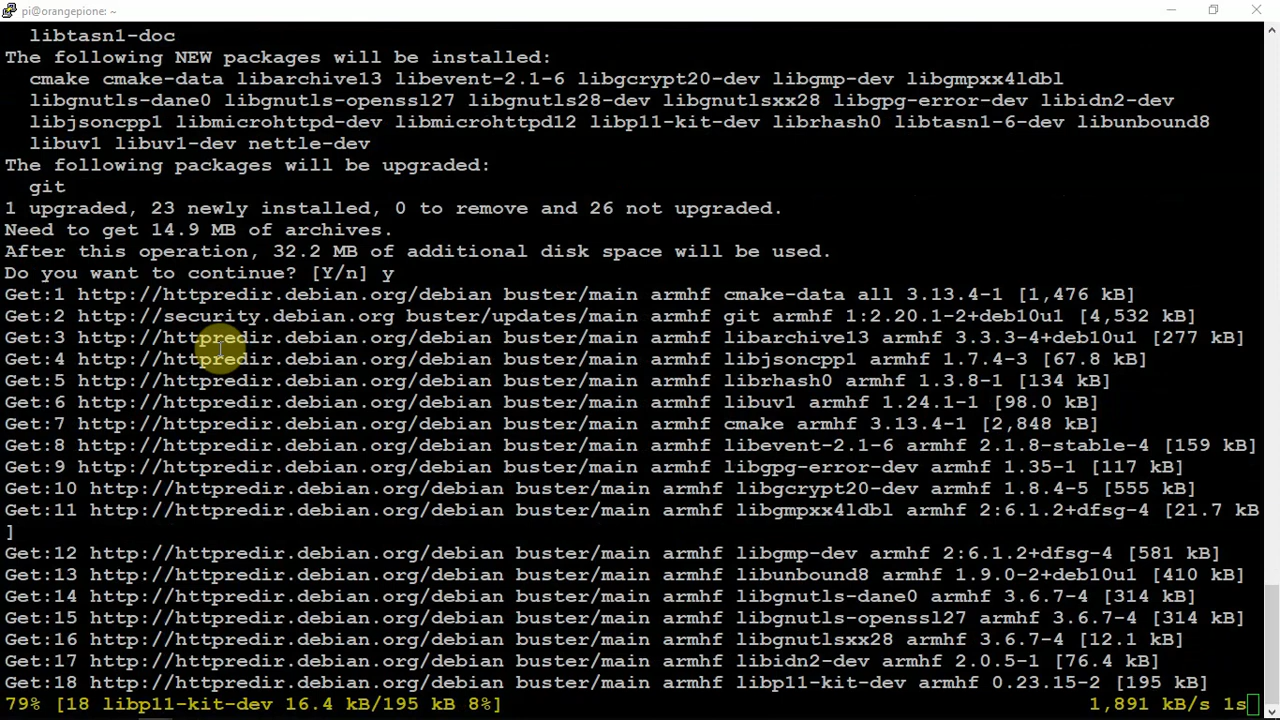 pi@orangepione: ~
libtasn1-doc
The following NEW packages will be installed:
cmake cmake-data libarchive13 libevent-2.1-6 libgcrypt20-dev libgmp-dev libgmpxx4ldbl
libgnutls-dane0 libgnutls-openssl27 libgnutls28-dev libgnutlsxx28 libgpg-error-dev libidn2-dev
libjsoncpp1 libmicrohttpd-dev libmicrohttpd12 libp11-kit-dev librhash0 libtasn1-6-dev libunbound8
libuv1 libuv1-dev nettle-dev
The following packages will be upgraded:
git
1 upgraded, 23 newly installed, 0 to remove and 26 not upgraded.
Need to get 14.9 MB of archives.
After this operation, 32.2 MB of additional disk space will be used.
Do you want to continue? [Y/n] y
Get:1 http://httpredir.debian.org/debian buster/main armhf cmake-data all 3.13.4-1 [1,476 kB]
Get:2 http://security.debian.org buster/updates/main armhf git armhf 1:2.20.1-2+deb10u1 [4,532 kB]
Get:3 http://httpredir.debian.org/debian buster/main armhf libarchive13 armhf 3.3.3-4+deb10u1 [277 kB]
Get:4 http://httpredir.debian.org/debian buster/main armhf libjsoncpp1 armhf 1.7.4-3 [67.8 kB]
Get:5 http://httpredir.debian.org/debian buster/main armhf librhash0 armhf 1.3.8-1 [134 kB]
Get:6 http://httpredir.debian.org/debian buster/main armhf libuv1 armhf 1.24.1-1 [98.0 kB]
Get:7 http://httpredir.debian.org/debian buster/main armhf cmake armhf 3.13.4-1 [2,848 kB]
Get:8 http://httpredir.debian.org/debian buster/main armhf libevent-2.1-6 armhf 2.1.8-stable-4 [159 kB]
Get:9 http://httpredir.debian.org/debian buster/main armhf libgpg-error-dev armhf 1.35-1 [117 kB]
Get:10 http://httpredir.debian.org/debian buster/main armhf libgcrypt20-dev armhf 1.8.4-5 [555 kB]
Get:11 http://httpredir.debian.org/debian buster/main armhf libgmpxx4ldbl armhf 2:6.1.2+dfsg-4 [21.7 kB
]
Get:12 http://httpredir.debian.org/debian buster/main armhf libgmp-dev armhf 2:6.1.2+dfsg-4 [581 kB]
Get:13 http://httpredir.debian.org/debian buster/main armhf libunbound8 armhf 1.9.0-2+deb10u1 [410 kB]
Get:14 http://httpredir.debian.org/debian buster/main armhf libgnutls-dane0 armhf 3.6.7-4 [314 kB]
Get:15 http://httpredir.debian.org/debian buster/main armhf libgnutls-openssl27 armhf 3.6.7-4 [314 kB]
Get:16 http://httpredir.debian.org/debian buster/main armhf libgnutlsxx28 armhf 3.6.7-4 [12.1 kB]
Get:17 http://httpredir.debian.org/debian buster/main armhf libidn2-dev armhf 2.0.5-1 [76.4 kB]
Get:18 http://httpredir.debian.org/debian buster/main armhf libp11-kit-dev armhf 0.23.15-2 [195 kB]
79% [18 libp11-kit-dev 16.4 kB/195 kB 8%] 1,891 kB/s 1s